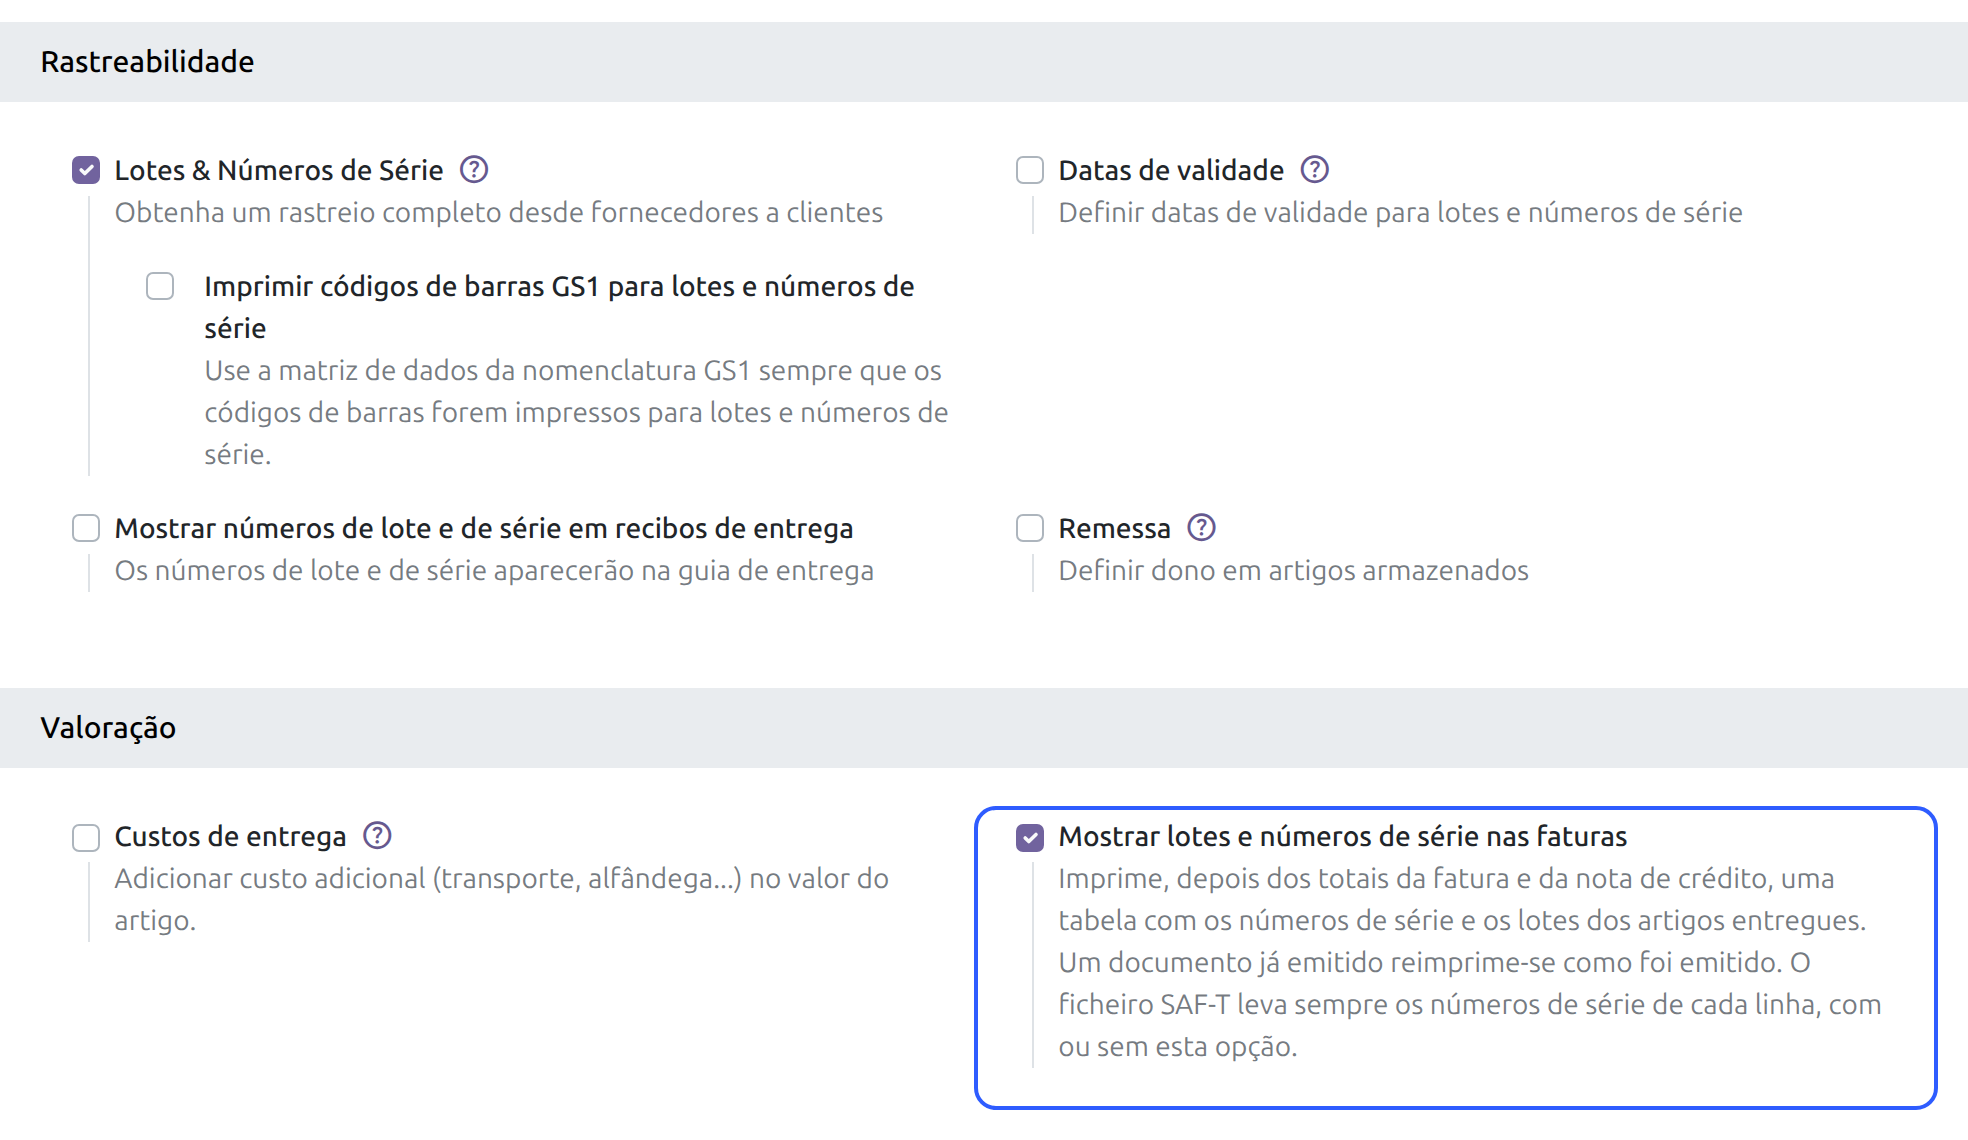 Rastreabilidade
Lotes & Números de Série ?
Obtenha um rastreio completo desde fornecedores a clientes
Datas de validade ?
Definir datas de validade para lotes e números de série
Imprimir códigos de barras GS1 para lotes e números de
série
Use a matriz de dados da nomenclatura GS1 sempre que os
códigos de barras forem impressos para lotes e números de
série.
Mostrar números de lote e de série em recibos de entrega
Os números de lote e de série aparecerão na guia de entrega
Remessa ?
Definir dono em artigos armazenados
Valoração
Custos de entrega ?
Adicionar custo adicional (transporte, alfândega...) no valor do
artigo.
Mostrar lotes e números de série nas faturas
Imprime, depois dos totais da fatura e da nota de crédito, uma
tabela com os números de série e os lotes dos artigos entregues.
Um documento já emitido reimprime-se como foi emitido. O
ficheiro SAF-T leva sempre os números de série de cada linha, com
ou sem esta opção.